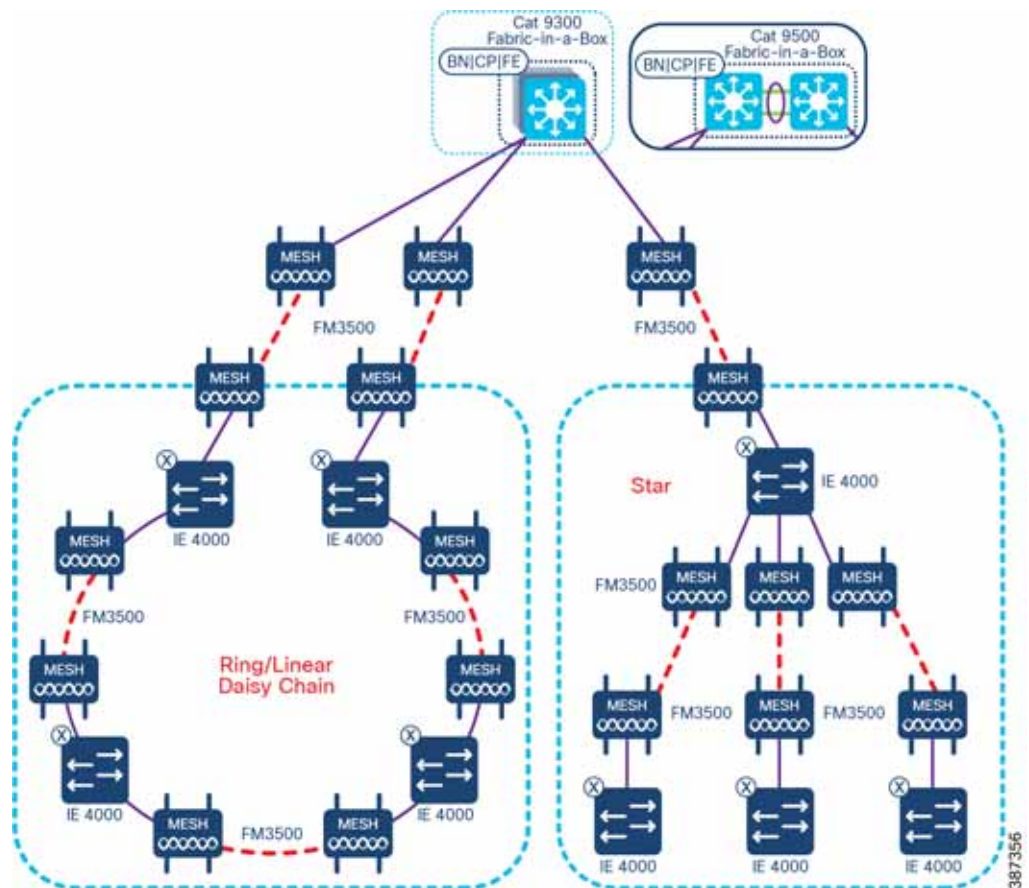 Cat 9300
Fabric-in-a-Box
BN|CP|FE
Cat 9500
Fabric-in-a-Box
BN|CP|FE
MESH
MESH
MESH
FM3500
FM3500
MESH
MESH
MESH
X
X
X
IE 4000
Star
IE 4000
IE 4000
MESH
MESH
MESH
MESH
MESH
FM3500
FM3500
FM3500
Ring/Linear
Daisy Chain
MESH
MESH
MESH
MESH
MESH
FM3500
FM3500
X
X
IE 4000
IE 4000
X
X
X
MESH
FM3500
MESH
IE 4000
IE 4000
IE 4000
387356